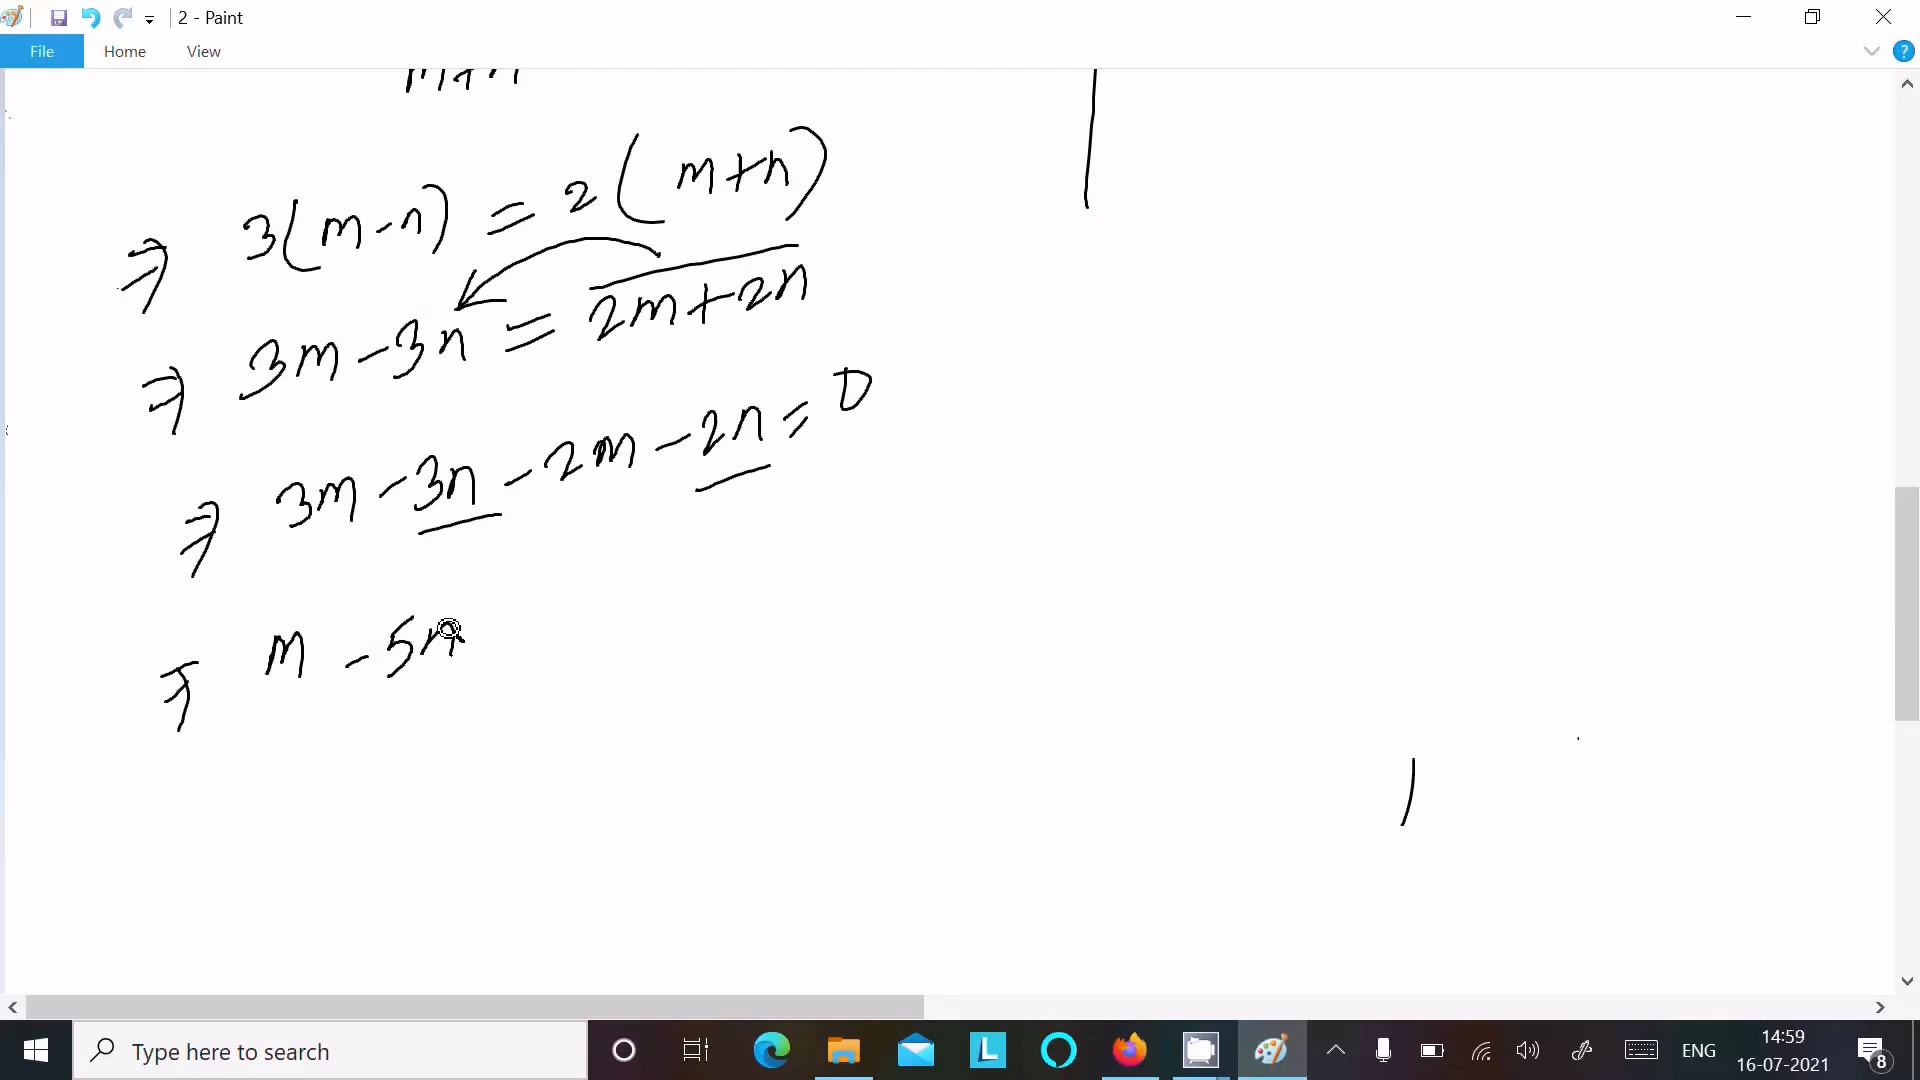 2 - Paint
File Home View
m+n
⇒ 3(m-n) = 2(m+n)
⇒ 3m-3n = 2m+2n
⇒ 3m-3n-2m-2n=0
⇒ m-5n
Type here to search
L
ENG
14:59
16-07-2021
8